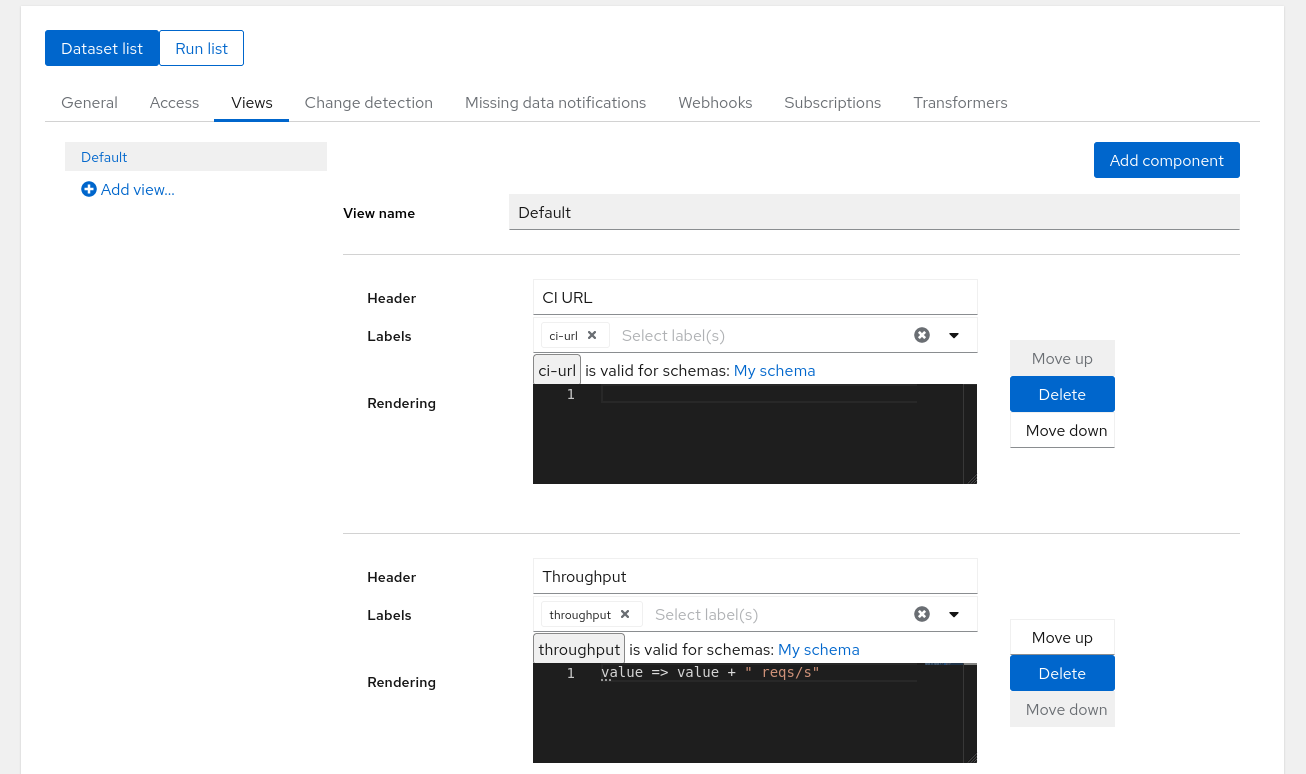 Dataset list Run list
General Access Views Change detection Missing data notifications Webhooks Subscriptions Transformers
Default
Add component
Add view...
View name Default
Header CI URL
Labels ci-url Select label(s)
ci-url is valid for schemas: My schema
Move up
Rendering 1
Delete
Move down
Header Throughput
Labels throughput Select label(s)
throughput is valid for schemas: My schema
Move up
Rendering 1 value => value + " reqs/s"
Delete
Move down